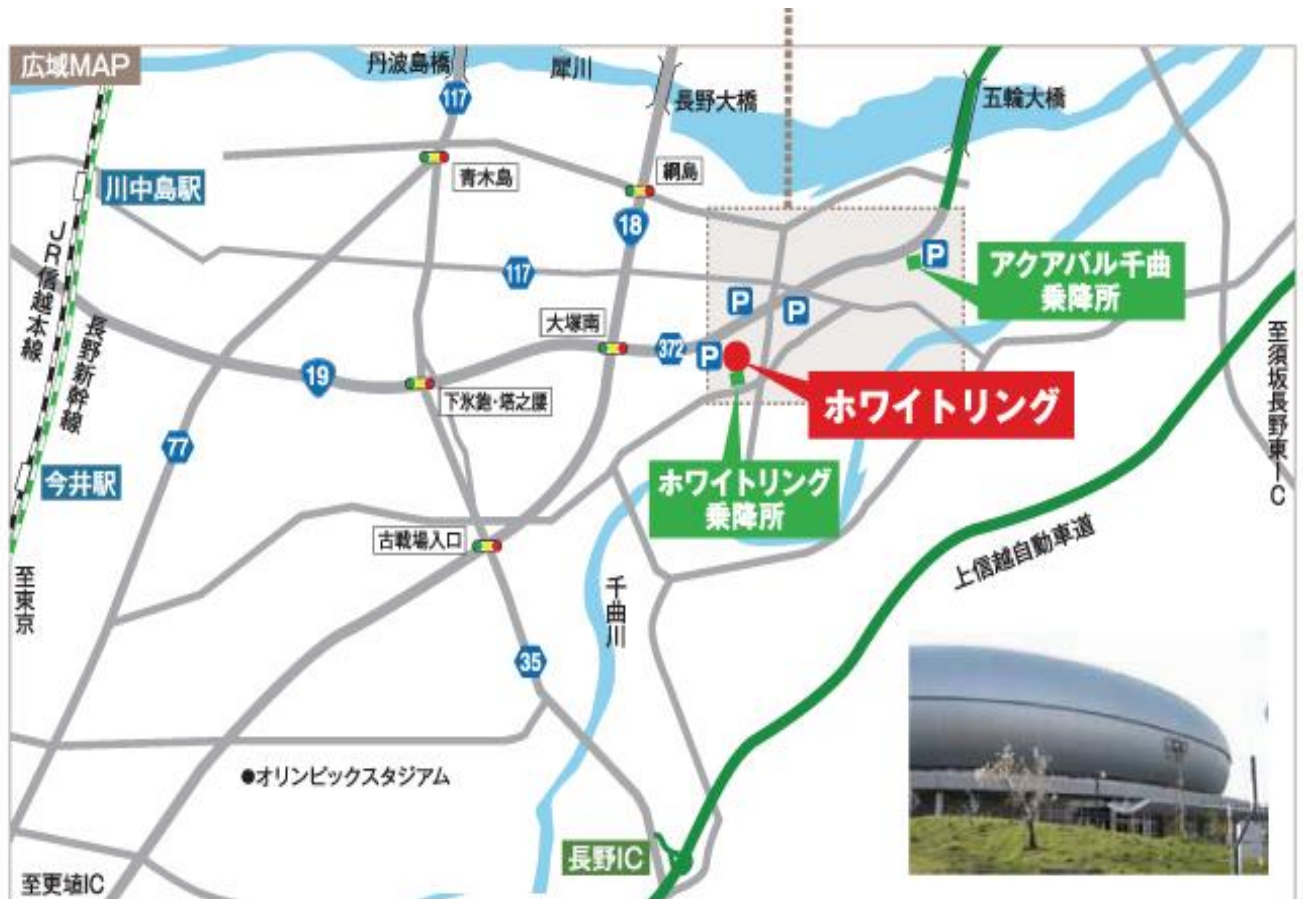 広域MAP
丹波島橋
犀川
長野大橋
五輪大橋
117
青木島
綱島
川中島駅
18
P
アクアパル千曲
乗降所
JR信越本線
長野新幹線
117
P
P
大塚南
372
P
至須坂長野東IC
19
下氷鉋・塔之腰
ホワイトリング
77
今井駅
ホワイトリング
乗降所
古戦場入口
上信越自動車道
至東京
千曲川
35
●オリンピックスタジアム
長野IC
至更埴IC